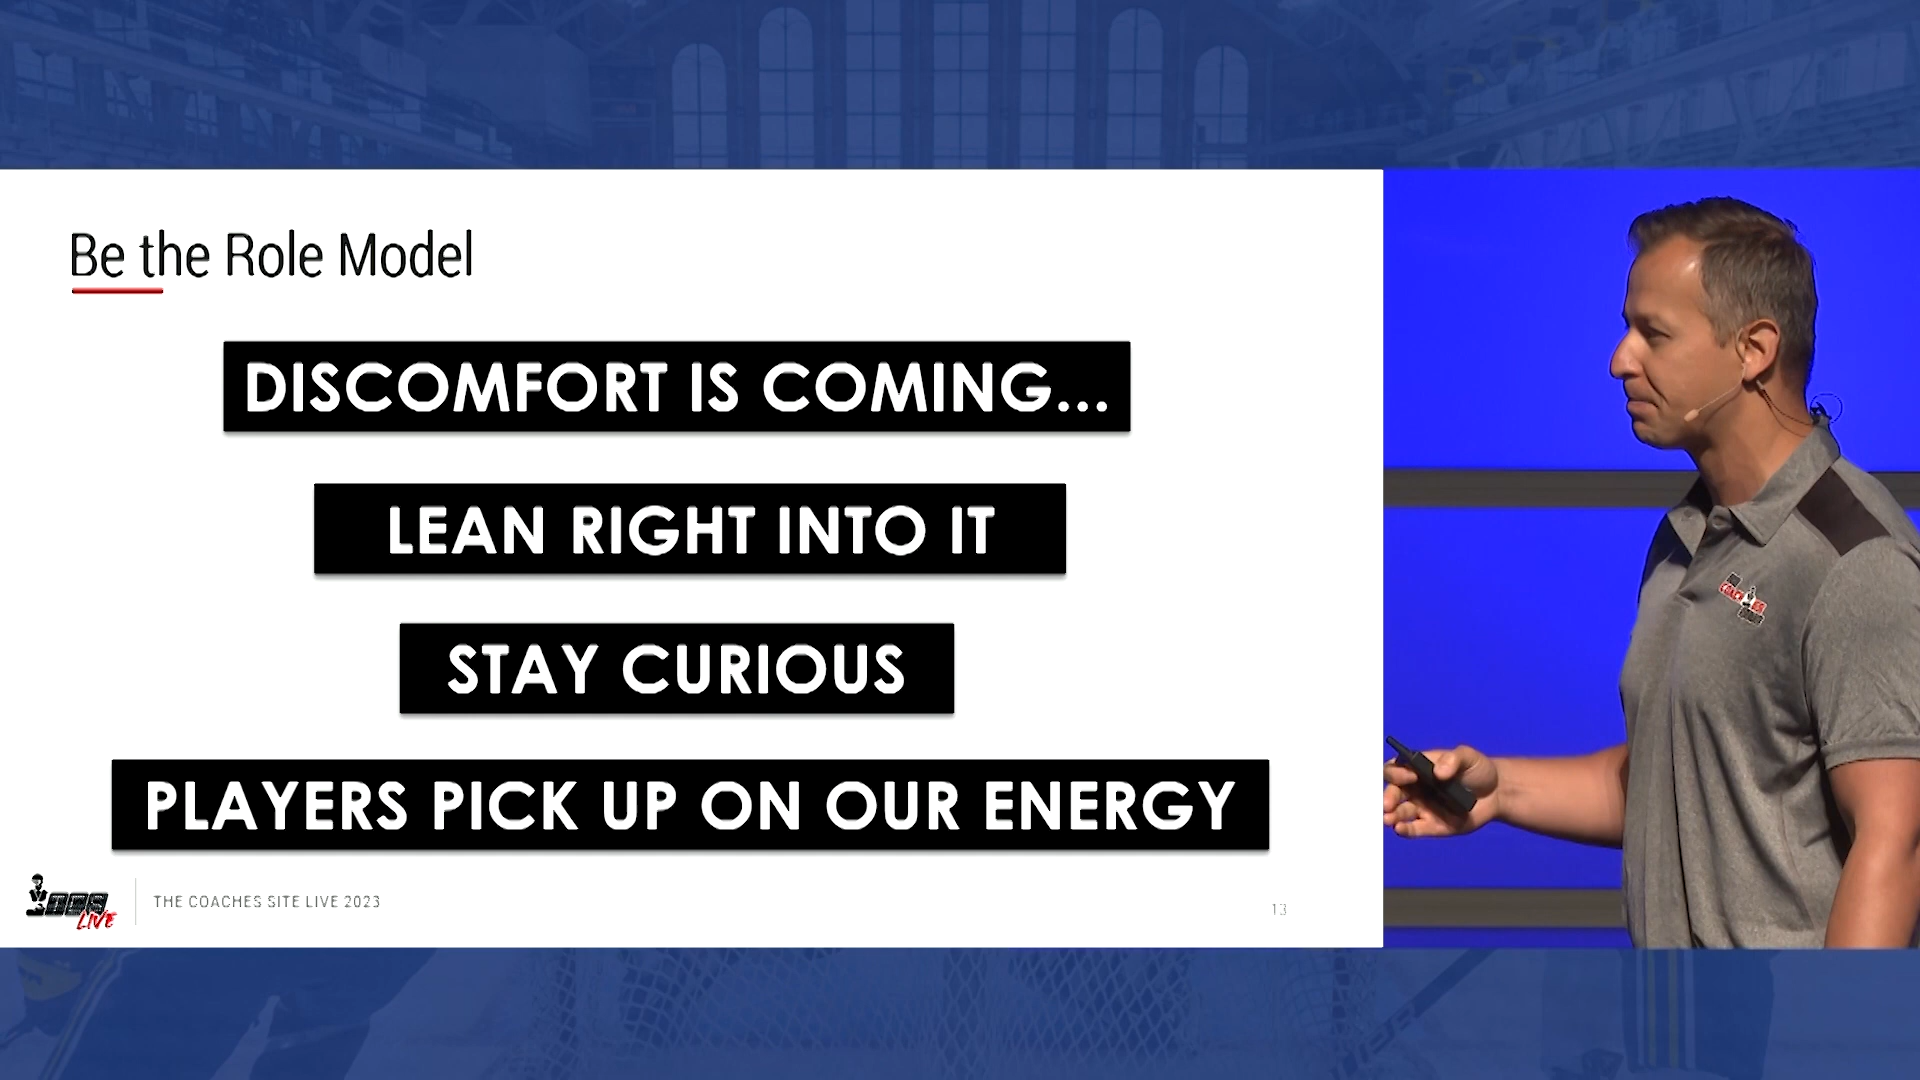 Be the Role Model
DISCOMFORT IS COMING...
LEAN RIGHT INTO IT
STAY CURIOUS
PLAYERS PICK UP ON OUR ENERGY
LIVE
THE COACHES SITE LIVE 2023
13